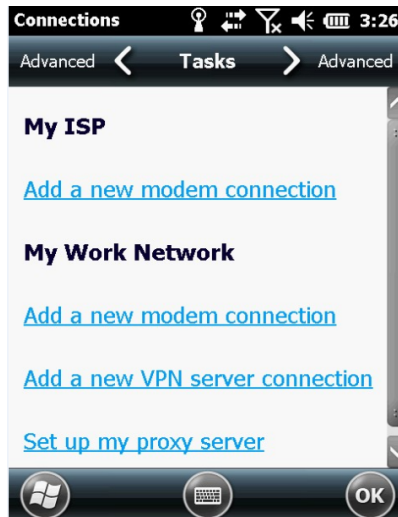 Connections 3:26
Advanced Tasks Advanced
My ISP
Add a new modem connection
My Work Network
Add a new modem connection
Add a new VPN server connection
Set up my proxy server
OK